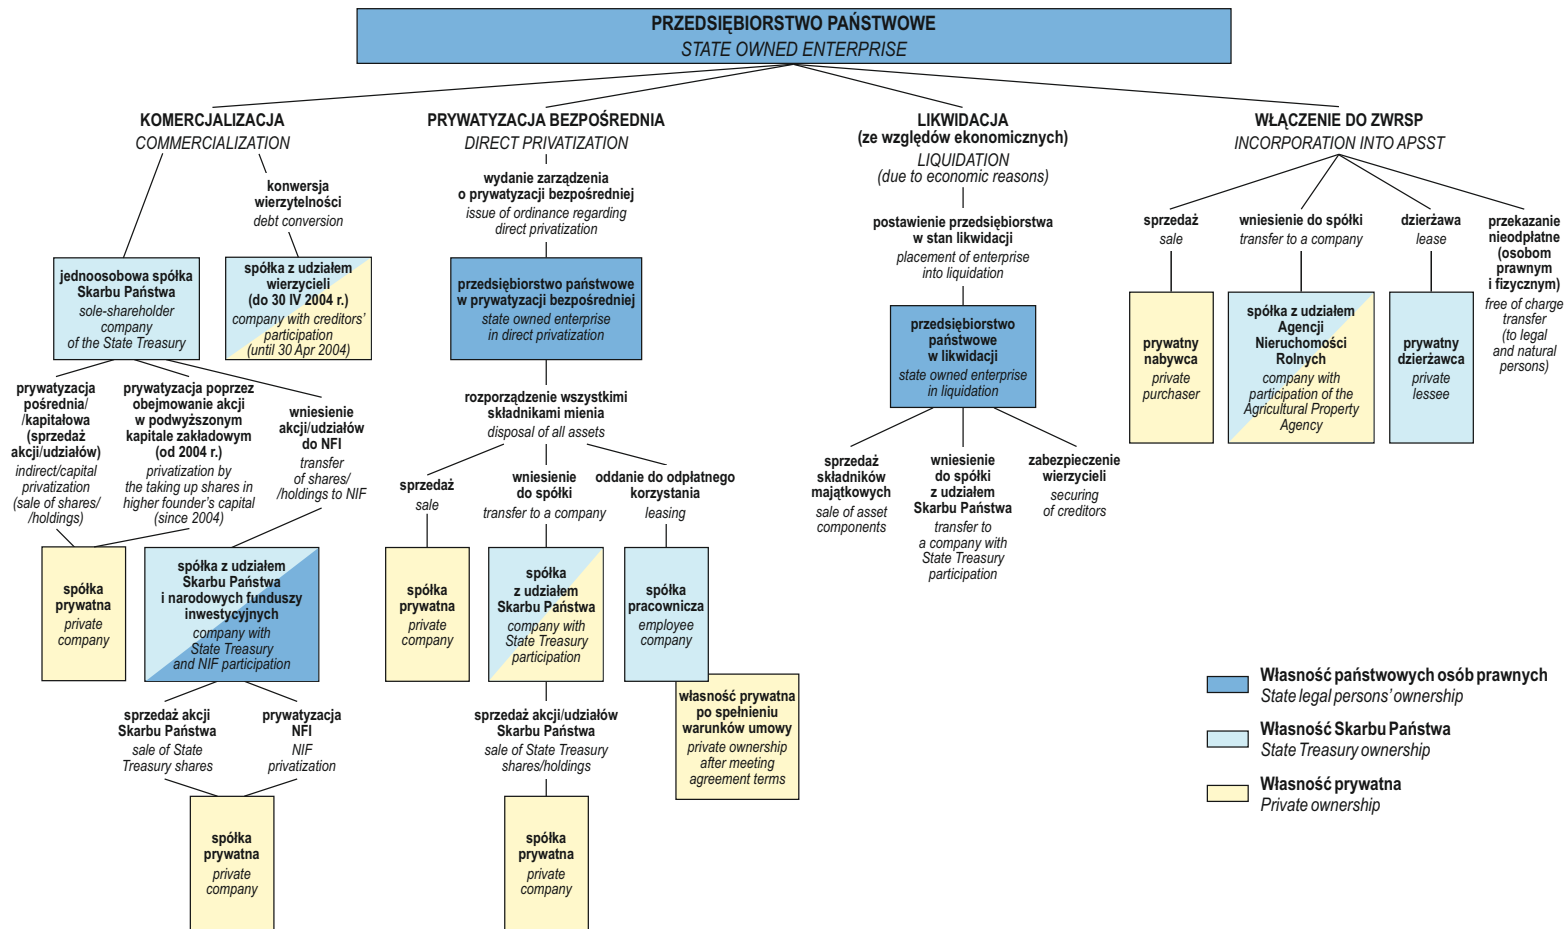 PRZEDSIĘBIORSTWO PAŃSTWOWE
STATE OWNED ENTERPRISE
KOMERCJALIZACJA
COMMERCIALIZATION
konwersja
wierzytelności
debt conversion
jednoosobowa spółka
Skarbu Państwa
sole-shareholder
company
of the State Treasury
spółka z udziałem
wierzycieli
(do 30 IV 2004 r.)
company with creditors'
participation
(until 30 Apr 2004)
prywatyzacja
pośrednia/
/kapitałowa
(sprzedaż
akcji/udziałów)
indirect/capital
privatization
(sale of shares/
/holdings)
prywatyzacja poprzez
obejmowanie akcji
w podwyższonym
kapitale zakładowym
(od 2004 r.)
privatization by
the taking up shares in
higher founder's capital
(since 2004)
wniesienie
akcji/udziałów
do NFI
transfer
of shares/
/holdings to NIF
spółka
prywatna
private
company
spółka z udziałem
Skarbu Państwa
i narodowych funduszy
inwestycyjnych
company with
State Treasury
and NIF participation
sprzedaż akcji
Skarbu Państwa
sale of State
Treasury shares
prywatyzacja
NFI
NIF
privatization
spółka
prywatna
private
company
PRYWATYZACJA BEZPOŚREDNIA
DIRECT PRIVATIZATION
wydanie zarządzenia
o prywatyzacji bezpośredniej
issue of ordinance regarding
direct privatization
przedsiębiorstwo państwowe
w prywatyzacji bezpośredniej
state owned enterprise
in direct privatization
rozporządzenie wszystkimi
składnikami mienia
disposal of all assets
sprzedaż
sale
wniesienie
do spółki
transfer to a company
oddanie do odpłatnego
korzystania
leasing
spółka
prywatna
private
company
spółka
z udziałem
Skarbu Państwa
company with
State Treasury
participation
spółka
pracownicza
employee
company
własność prywatna
po spełnieniu
warunków umowy
private ownership
after meeting
agreement terms
sprzedaż akcji/udziałów
Skarbu Państwa
sale of State Treasury
shares/holdings
spółka
prywatna
private
company
LIKWIDACJA
(ze względów ekonomicznych)
LIQUIDATION
(due to economic reasons)
postawienie przedsiębiorstwa
w stan likwidacji
placement of enterprise
into liquidation
przedsiębiorstwo
państwowe
w likwidacji
state owned enterprise
in liquidation
sprzedaż
składników
majątkowych
sale of asset
components
wniesienie
do spółki
z udziałem
Skarbu Państwa
transfer to
a company with
State Treasury
participation
zabezpieczenie
wierzycieli
securing
of creditors
WŁĄCZENIE DO ZWRSP
INCORPORATION INTO APSST
sprzedaż
sale
wniesienie do spółki
transfer to a company
dzierżawa
lease
przekazanie
nieodpłatne
(osobom
prawnym
i fizycznym)
free of charge
transfer
(to legal
and natural
persons)
prywatny
nabywca
private
purchaser
spółka z udziałem
Agencji
Nieruchomości
Rolnych
company with
participation of the
Agricultural Property
Agency
prywatny
dzierżawca
private
lessee
Własność państwowych osób prawnych
State legal persons' ownership
Własność Skarbu Państwa
State Treasury ownership
Własność prywatna
Private ownership